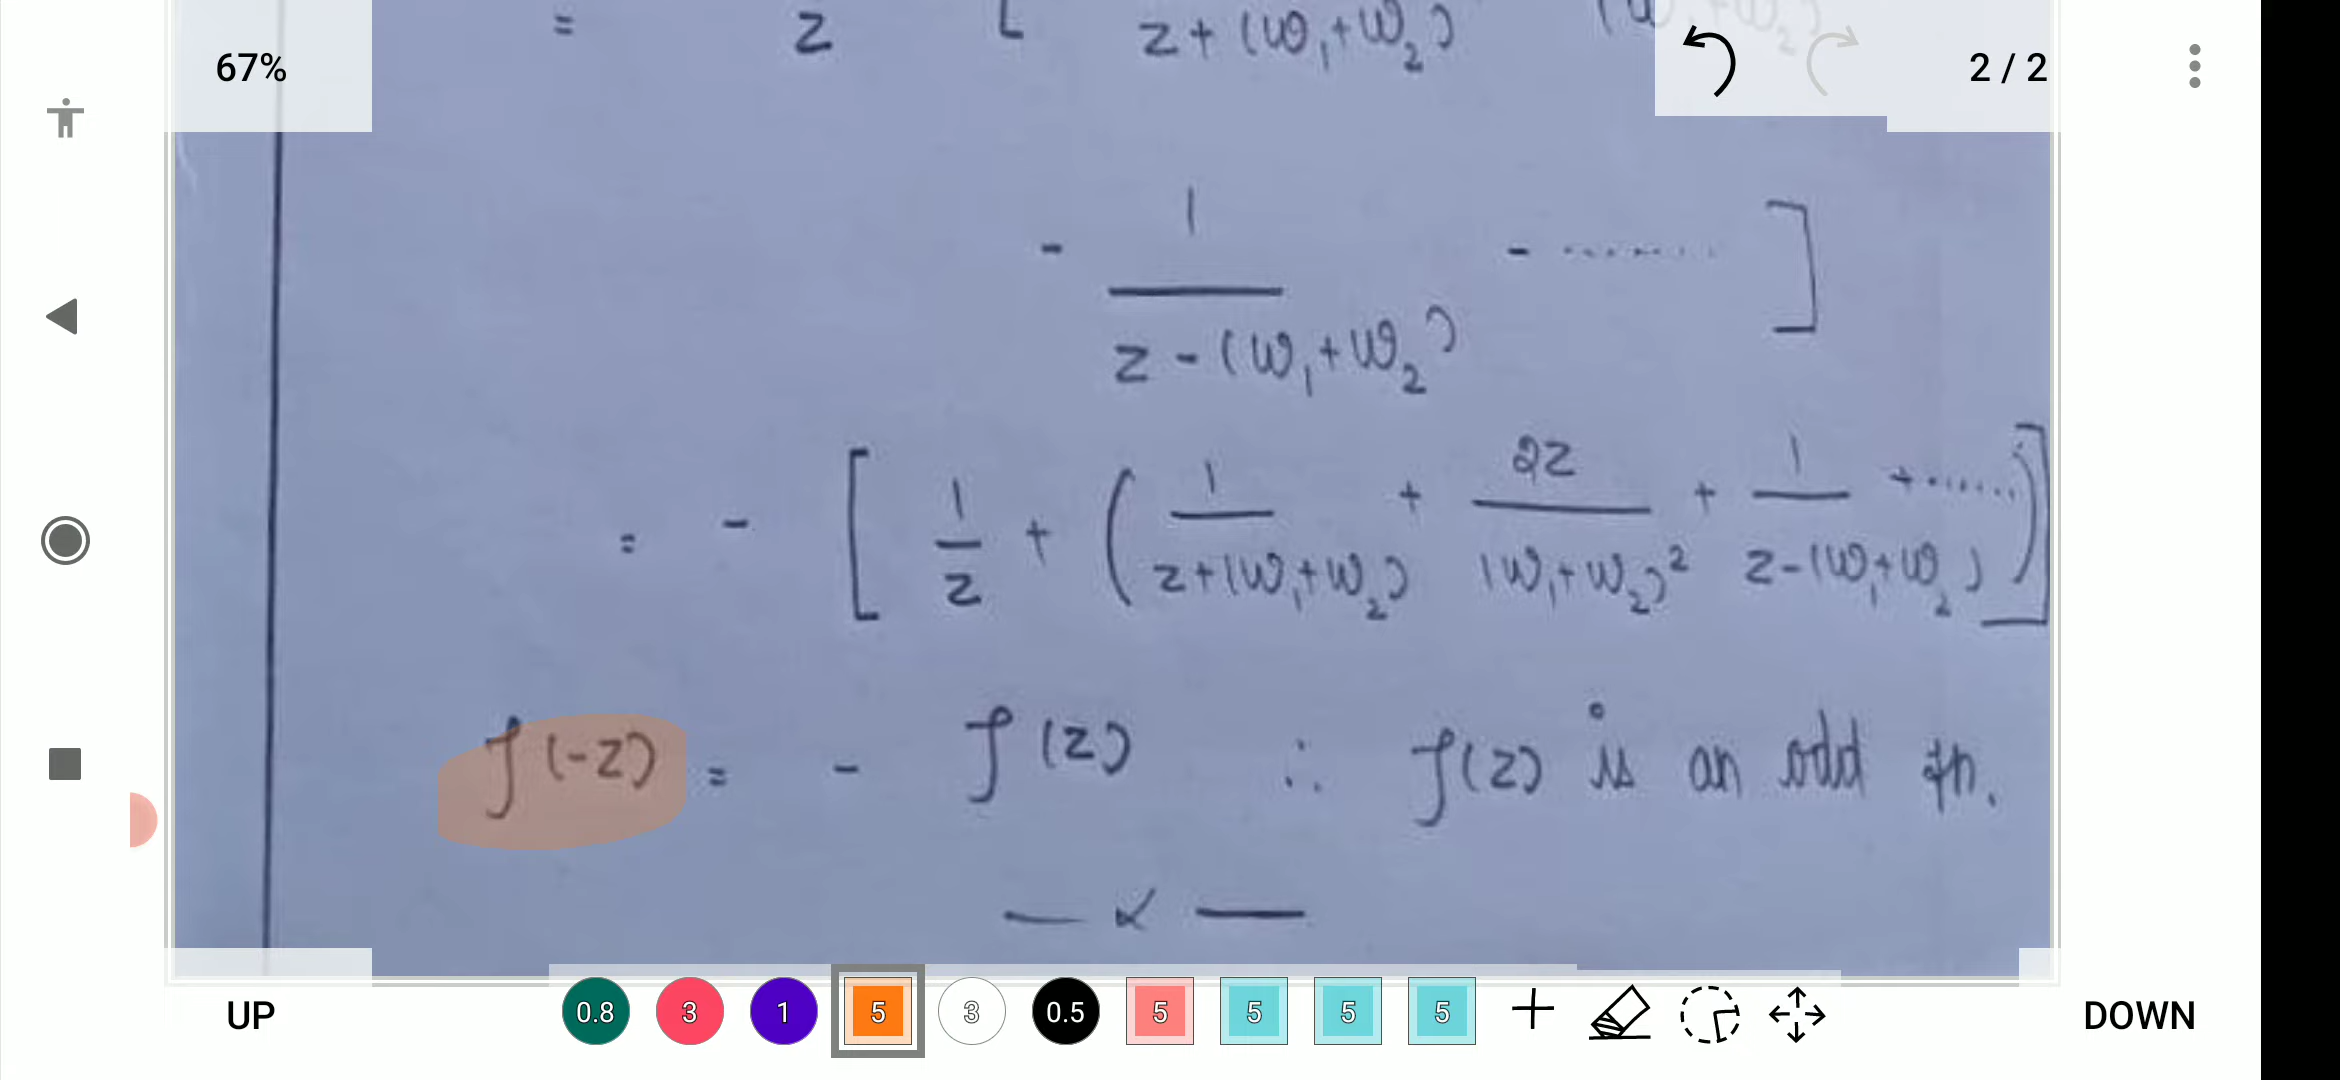 = z [ z + (ω₁+ω₂)
67%
2 / 2
- 1 / (z - (ω₁+ω₂)) - ....... ]
= - [ 1/z + ( 1/(z+(ω₁+ω₂)) + 2z/(ω₁+ω₂)² + 1/(z-(ω₁+ω₂)) + ...... ) ]
ʃ(-z) = - ʃ(z) ∴ ʃ(z) is an odd fn.
UP 0.8 3 1 5 3 0.5 5 5 5 5 DOWN